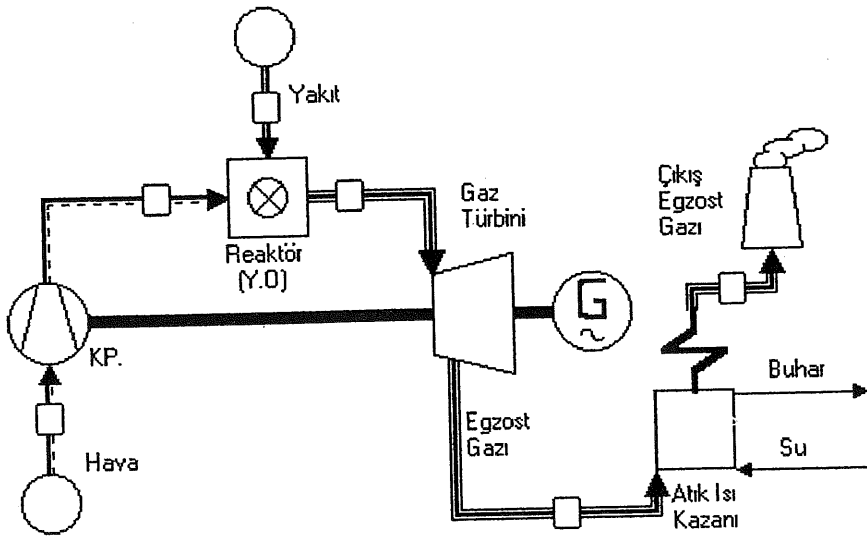 Yakıt
Reaktör
(Y.O)
Gaz
Türbini
Çıkış
Egzost
Gazı
G
KP.
Hava
Egzost
Gazı
Buhar
Su
Atık Isı
Kazanı